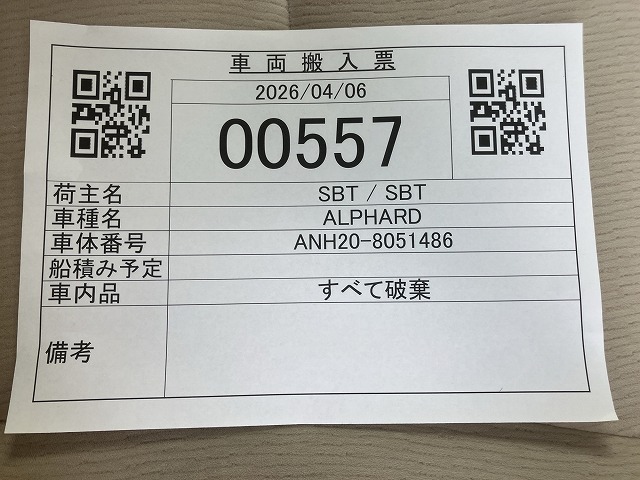 車両搬入票
2026/04/06
00557
荷主名 SBT / SBT
車種名 ALPHARD
車体番号 ANH20-8051486
船積み予定
車内品 すべて破棄
備考